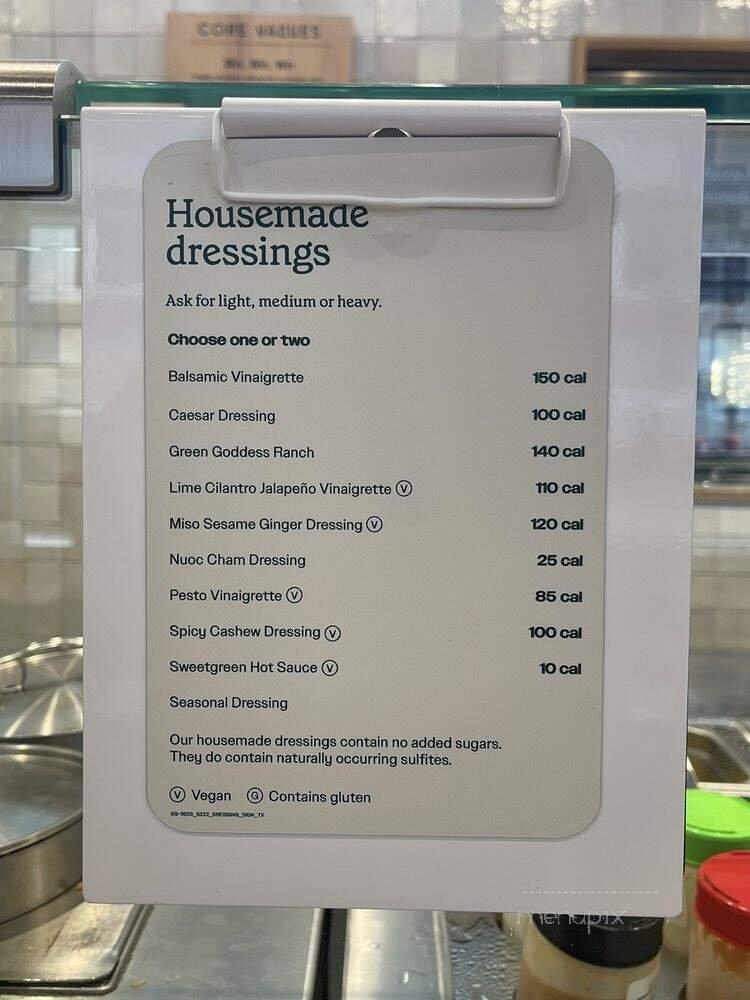 CORE VALUES
Housemade
dressings
Ask for light, medium or heavy.
Choose one or two
Balsamic Vinaigrette 150 cal
Caesar Dressing 100 cal
Green Goddess Ranch 140 cal
Lime Cilantro Jalapeño Vinaigrette Ⓥ 110 cal
Miso Sesame Ginger Dressing Ⓥ 120 cal
Nuoc Cham Dressing 25 cal
Pesto Vinaigrette Ⓥ 85 cal
Spicy Cashew Dressing Ⓥ 100 cal
Sweetgreen Hot Sauce Ⓥ 10 cal
Seasonal Dressing
Our housemade dressings contain no added sugars.
They do contain naturally occurring sulfites.
Ⓥ Vegan Ⓖ Contains gluten
SG-3653_5222_DRESSING_SIGN_TX
menupix